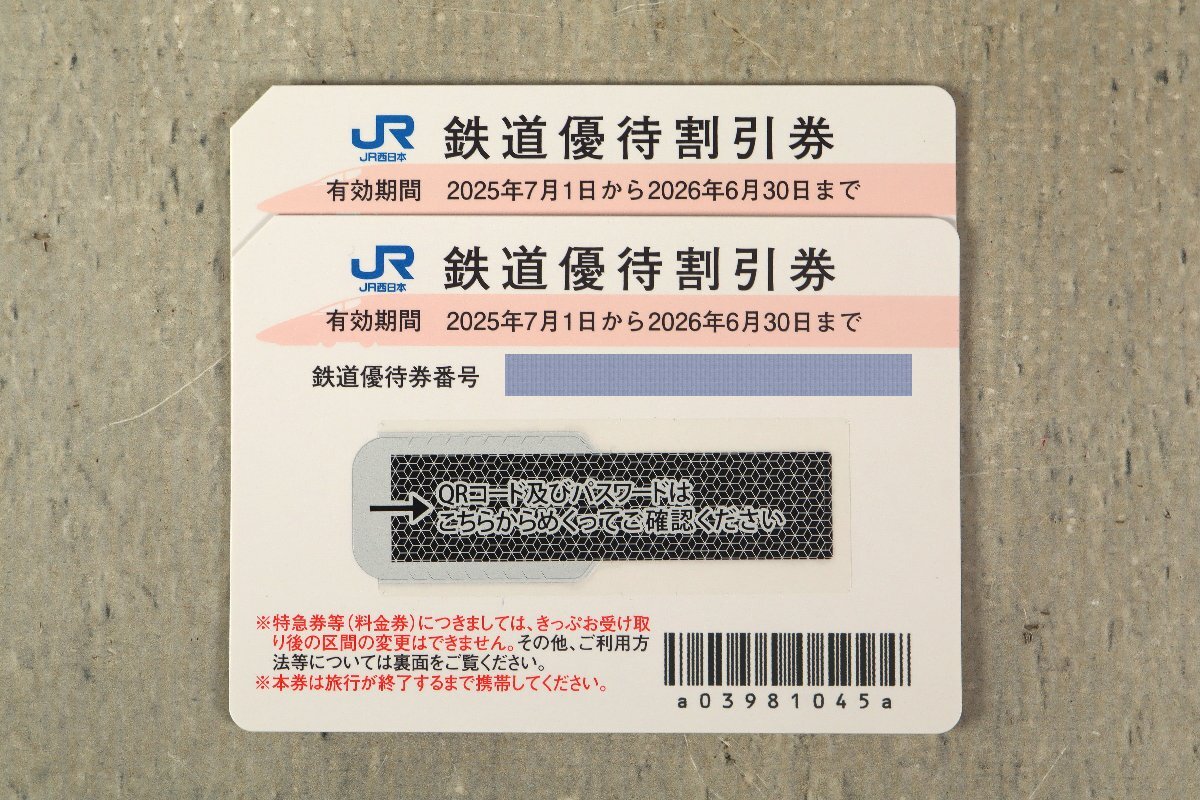 JR
JR西日本
鉄道優待割引券
有効期間 2025年7月1日から2026年6月30日まで
JR
JR西日本
鉄道優待割引券
有効期間 2025年7月1日から2026年6月30日まで
鉄道優待券番号
QRコード及びパスワードは
こちらからめくってご確認ください
※特急券等(料金券)につきましては、きっぷお受け取
り後の区間の変更はできません。その他、ご利用方
法等については裏面をご覧ください。
※本券は旅行が終了するまで携帯してください。
a03981045a